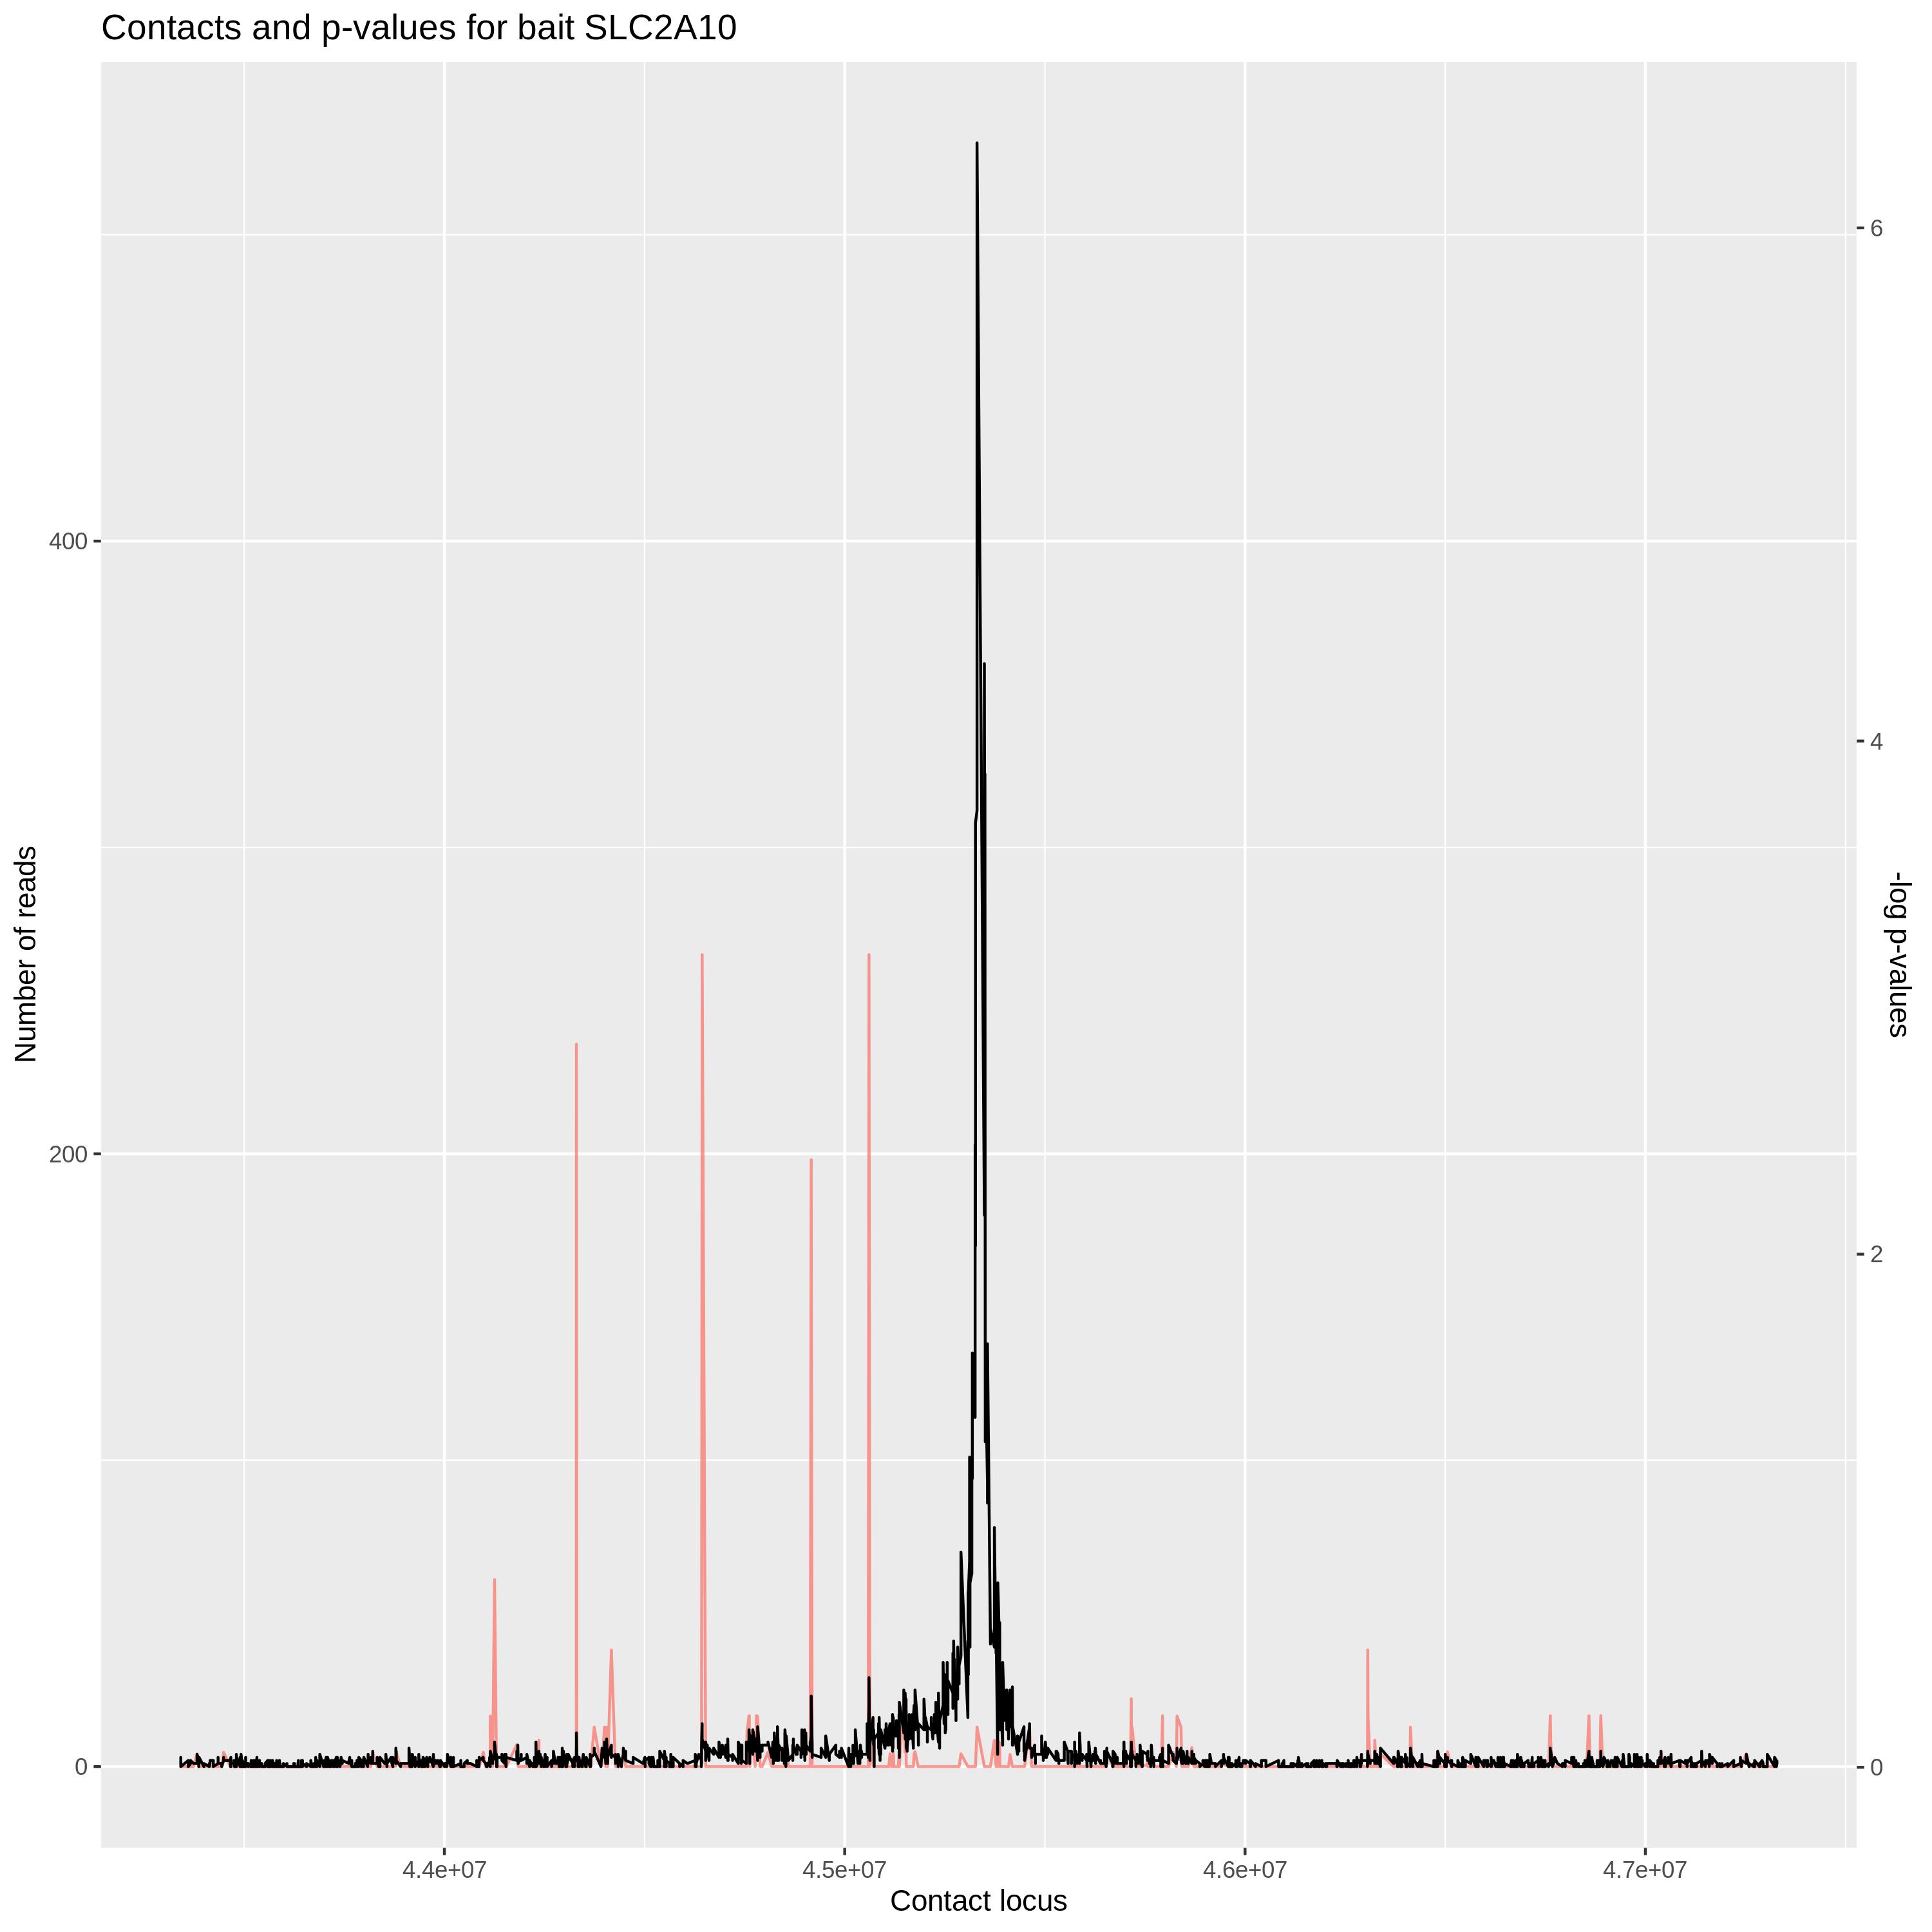 Contacts and p-values for bait SLC2A10
Number of reads
400
200
0
6
4
2
0
-log p-values
4.4e+07 4.5e+07 4.6e+07 4.7e+07
Contact locus